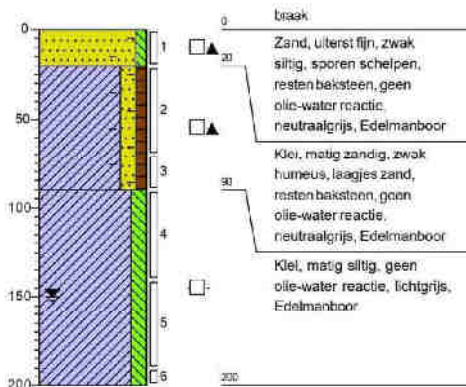 0
50
100
150
200
1
2
3
4
5
6
0
braak
Zand, uiterst fijn, zwak
siltig, sporen schelpen,
resten baksteen, geen
olie-water reactie,
neutraalgrijs, Edelmanboor
20
Klei, matig zandig, zwak
humeus, laagjes zand,
resten baksteen, geen
olie-water reactie,
neutraalgrijs, Edelmanboor
90
Klei, matig siltig, geen
olie-water reactie, lichtgrijs,
Edelmanboor
200